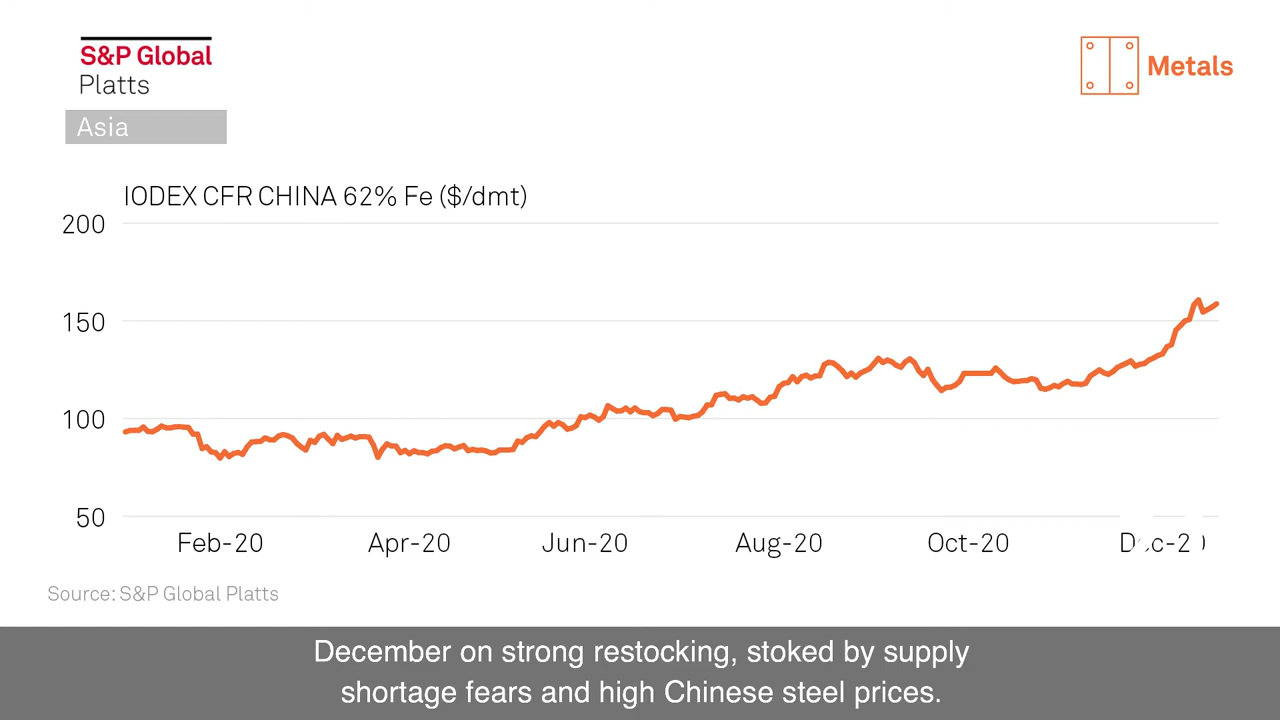 S&P Global
Platts
Metals
Asia
IODEX CFR CHINA 62% Fe ($/dmt)
200
150
100
50
Feb-20
Apr-20
Jun-20
Aug-20
Oct-20
Dec-20
Source: S&P Global Platts
December on strong restocking, stoked by supply
shortage fears and high Chinese steel prices.